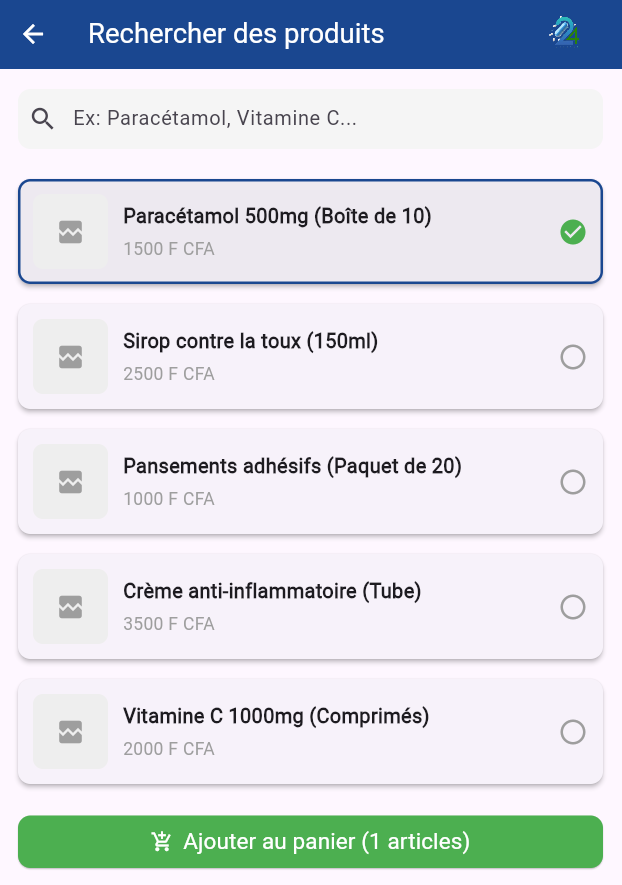 Rechercher des produits
24
Ex: Paracétamol, Vitamine C...
Paracétamol 500mg (Boîte de 10)
1500 F CFA
Sirop contre la toux (150ml)
2500 F CFA
Pansements adhésifs (Paquet de 20)
1000 F CFA
Crème anti-inflammatoire (Tube)
3500 F CFA
Vitamine C 1000mg (Comprimés)
2000 F CFA
Ajouter au panier (1 articles)